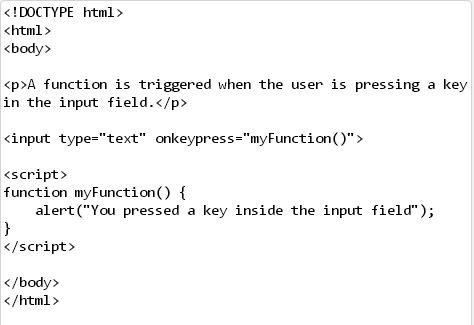 <!DOCTYPE html>
<html>
<body>
<p>A function is triggered when the user is pressing a key
in the input field.</p>
<input type="text" onkeypress="myFunction()">
<script>
function myFunction() {
    alert("You pressed a key inside the input field");
}
</script>
</body>
</html>